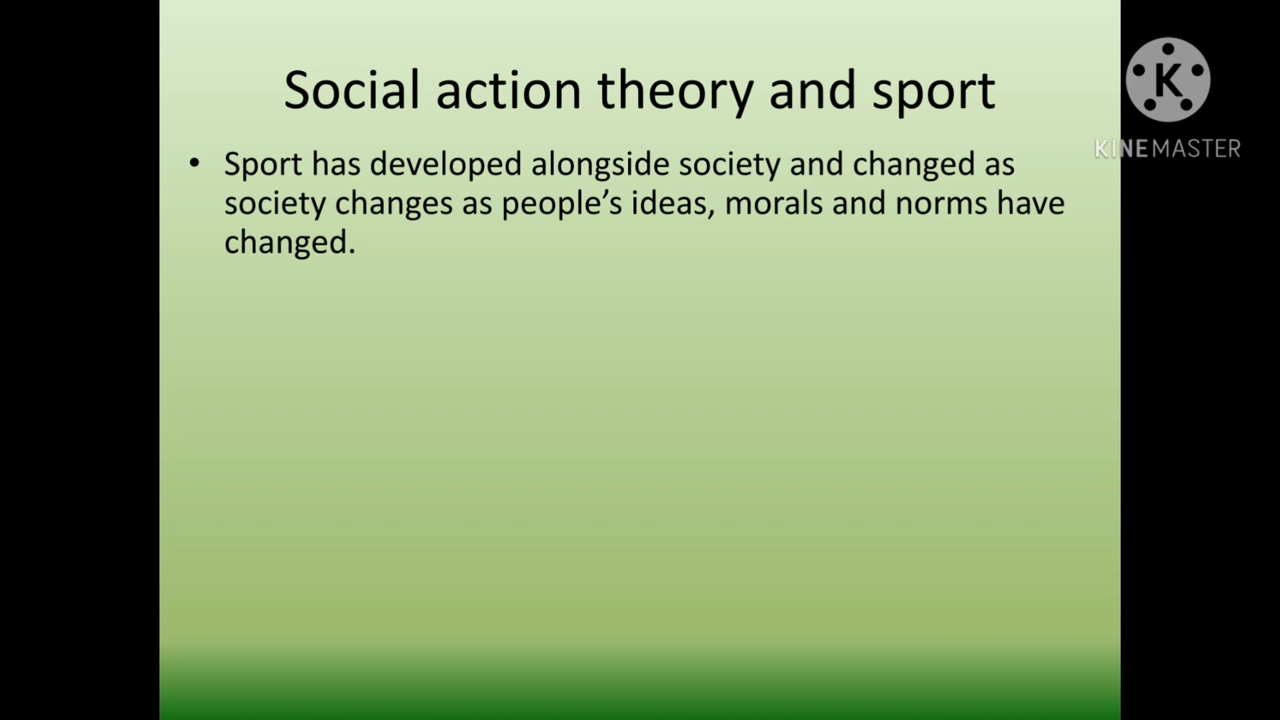 Social action theory and sport
• Sport has developed alongside society and changed as
society changes as people’s ideas, morals and norms have
changed.
K
KINEMASTER